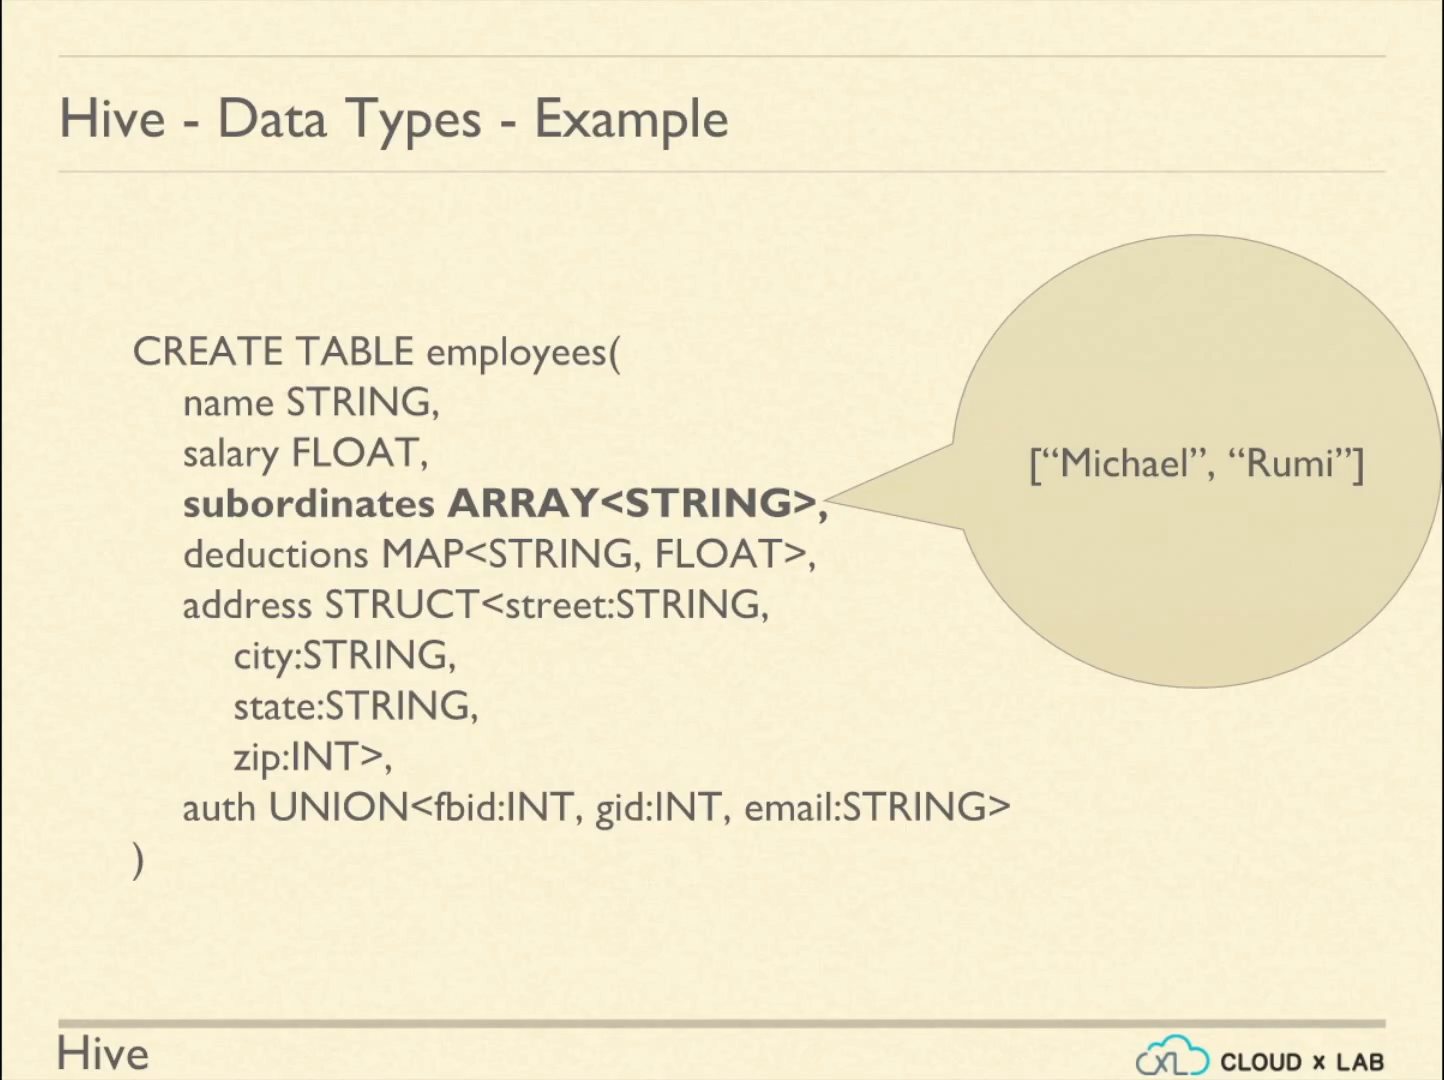 Hive - Data Types - Example
CREATE TABLE employees(
name STRING,
salary FLOAT,
subordinates ARRAY<STRING>,
deductions MAP<STRING, FLOAT>,
address STRUCT<street:STRING,
city:STRING,
state:STRING,
zip:INT>,
auth UNION<fbid:INT, gid:INT, email:STRING>
)
[“Michael”, “Rumi”]
Hive
CXL CLOUD x LAB